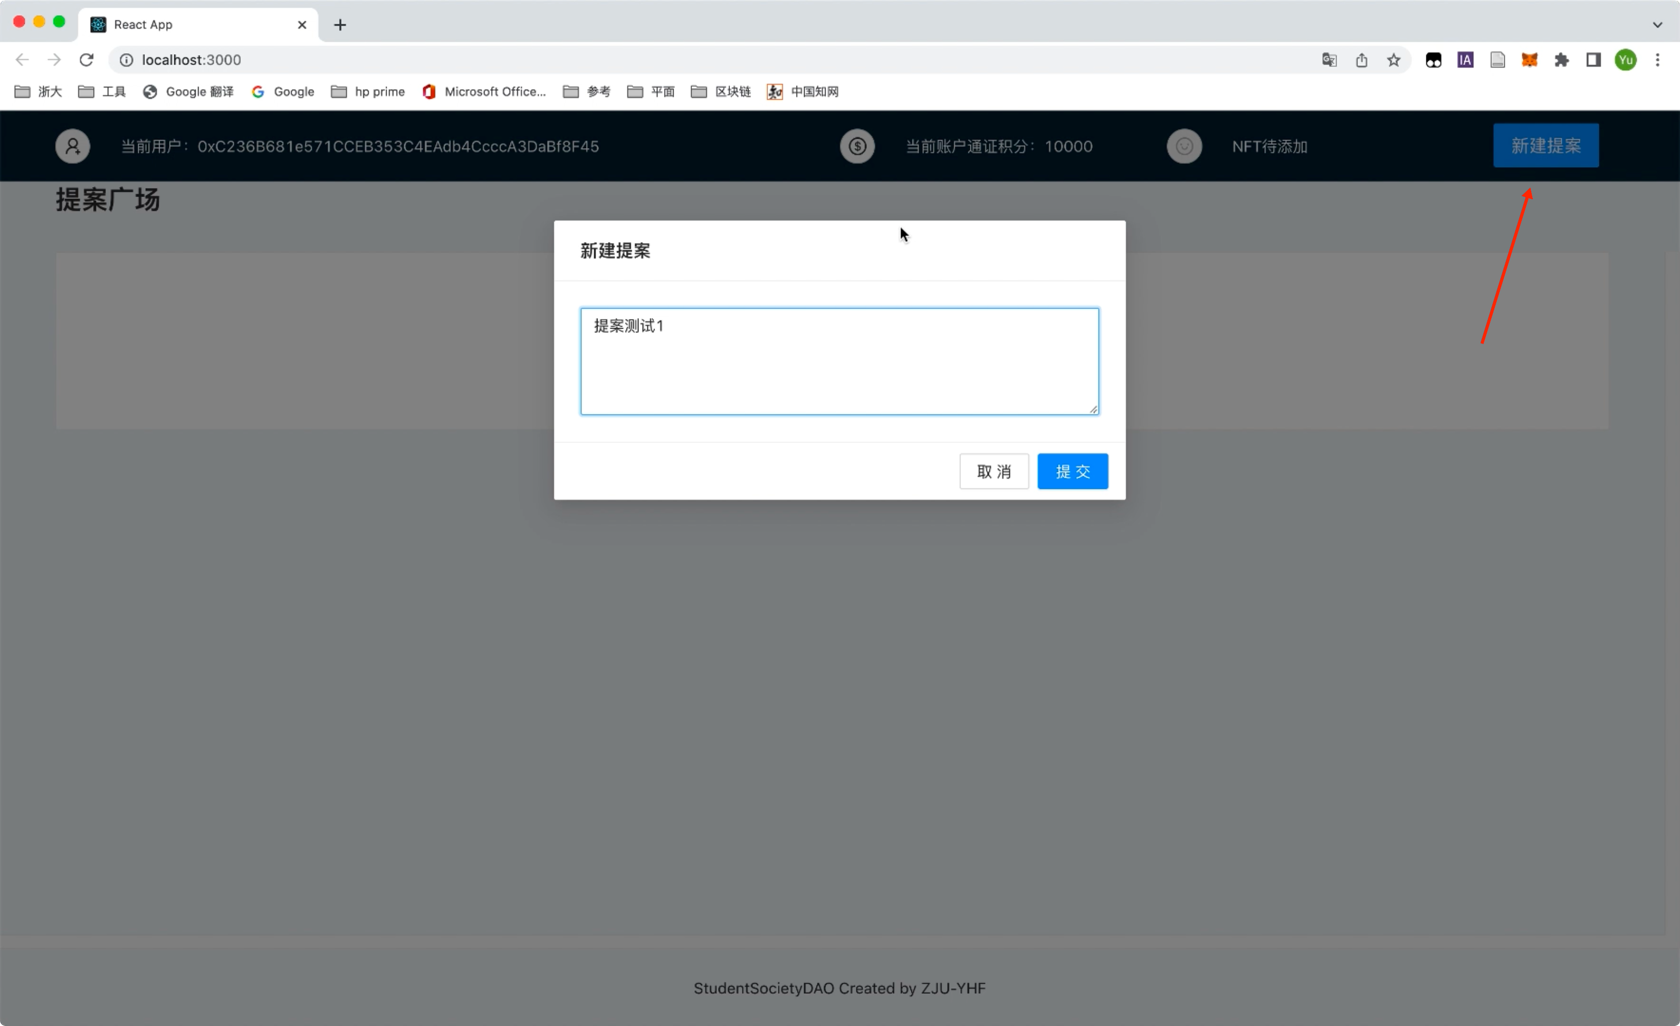 React App
localhost:3000
Yu
浙大 工具 Google 翻译 Google hp prime Microsoft Office... 参考 平面 区块链 中国知网
当前用户：0xC236B681e571CCEB353C4EAdb4CcccA3DaBf8F45 当前账户通证积分：10000 NFT待添加 新建提案
提案广场
新建提案
提案测试1
取 消 提 交
StudentSocietyDAO Created by ZJU-YHF